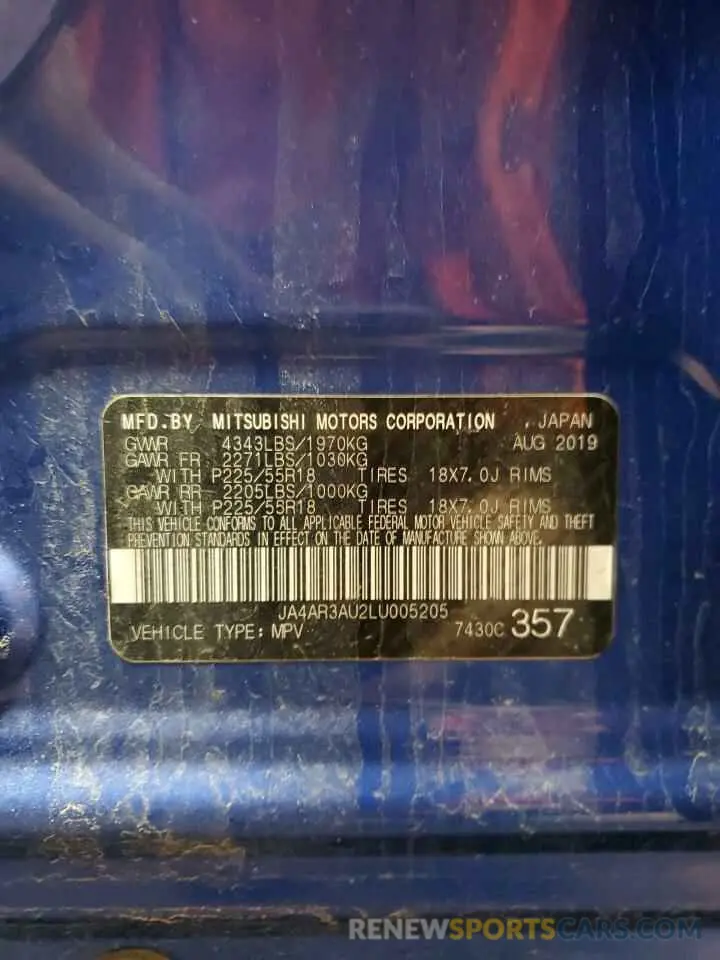 MFD.BY MITSUBISHI MOTORS CORPORATION , JAPAN
GVWR 4343LBS/1970KG AUG 2019
GAWR FR 2271LBS/1030KG
WITH P225/55R18 TIRES 18X7.0J RIMS
GAWR RR 2205LBS/1000KG
WITH P225/55R18 TIRES 18X7.0J RIMS
THIS VEHICLE CONFORMS TO ALL APPLICABLE FEDERAL MOTOR VEHICLE SAFETY AND THEFT
PREVENTION STANDARDS IN EFFECT ON THE DATE OF MANUFACTURE SHOWN ABOVE.
JA4AR3AU2LU005205
VEHICLE TYPE: MPV 7430C 357
RENEWSPORTSCARS.COM